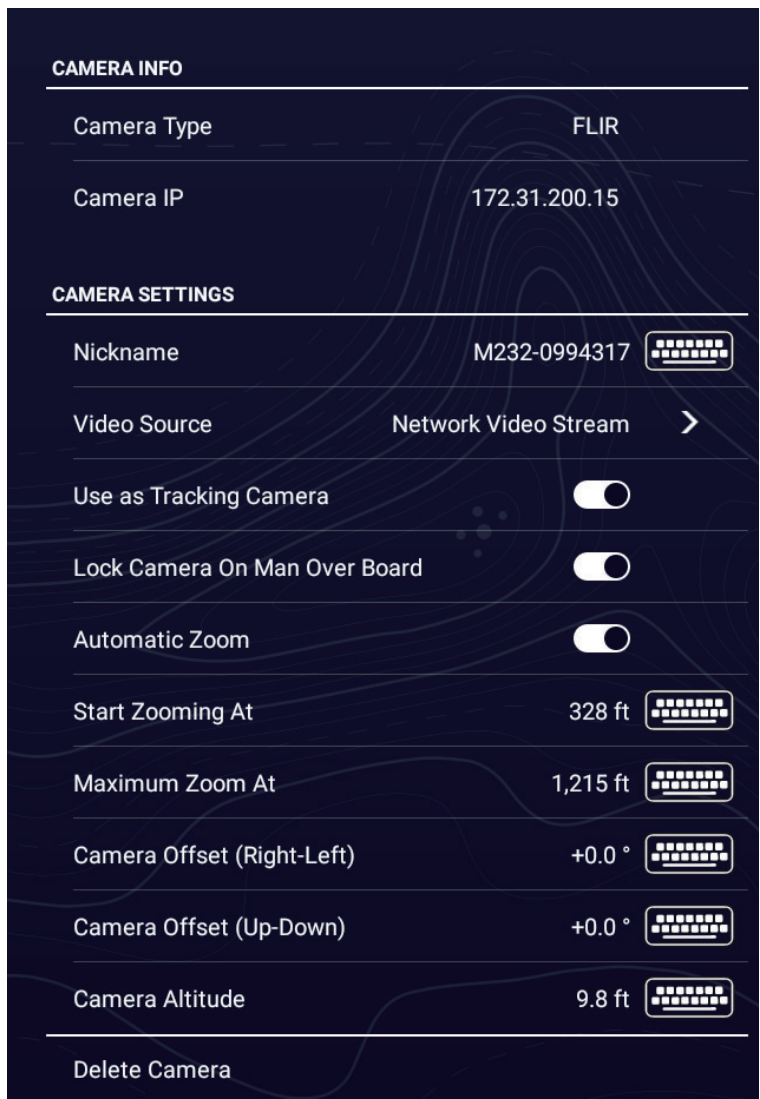 CAMERA INFO
Camera Type FLIR
Camera IP 172.31.200.15
CAMERA SETTINGS
Nickname M232-0994317
Video Source Network Video Stream
Use as Tracking Camera
Lock Camera On Man Over Board
Automatic Zoom
Start Zooming At 328 ft
Maximum Zoom At 1,215 ft
Camera Offset (Right-Left) +0.0 °
Camera Offset (Up-Down) +0.0 °
Camera Altitude 9.8 ft
Delete Camera